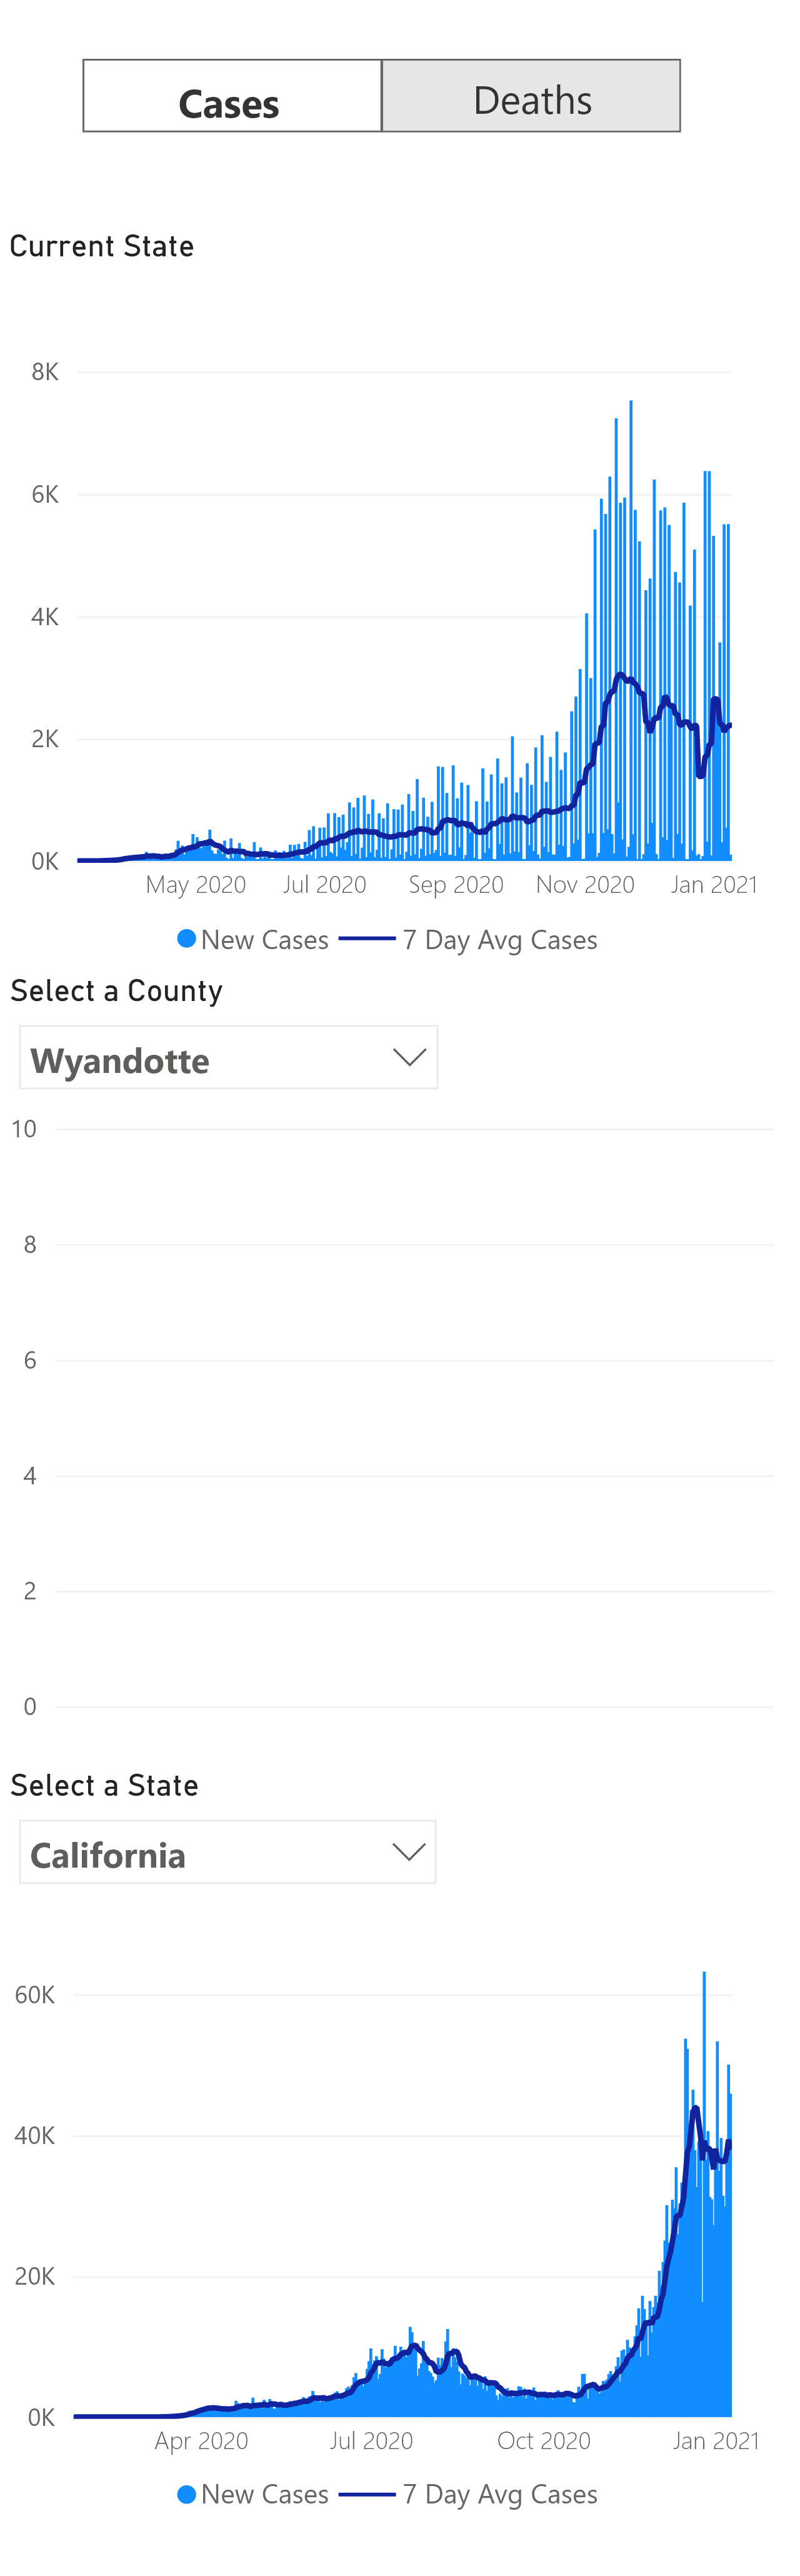 Cases Deaths
Current State
8K
6K
4K
2K
0K
May 2020 Jul 2020 Sep 2020 Nov 2020 Jan 2021
New Cases 7 Day Avg Cases
Select a County
Wyandotte
10
8
6
4
2
0
Select a State
California
60K
40K
20K
0K
Apr 2020 Jul 2020 Oct 2020 Jan 2021
New Cases 7 Day Avg Cases